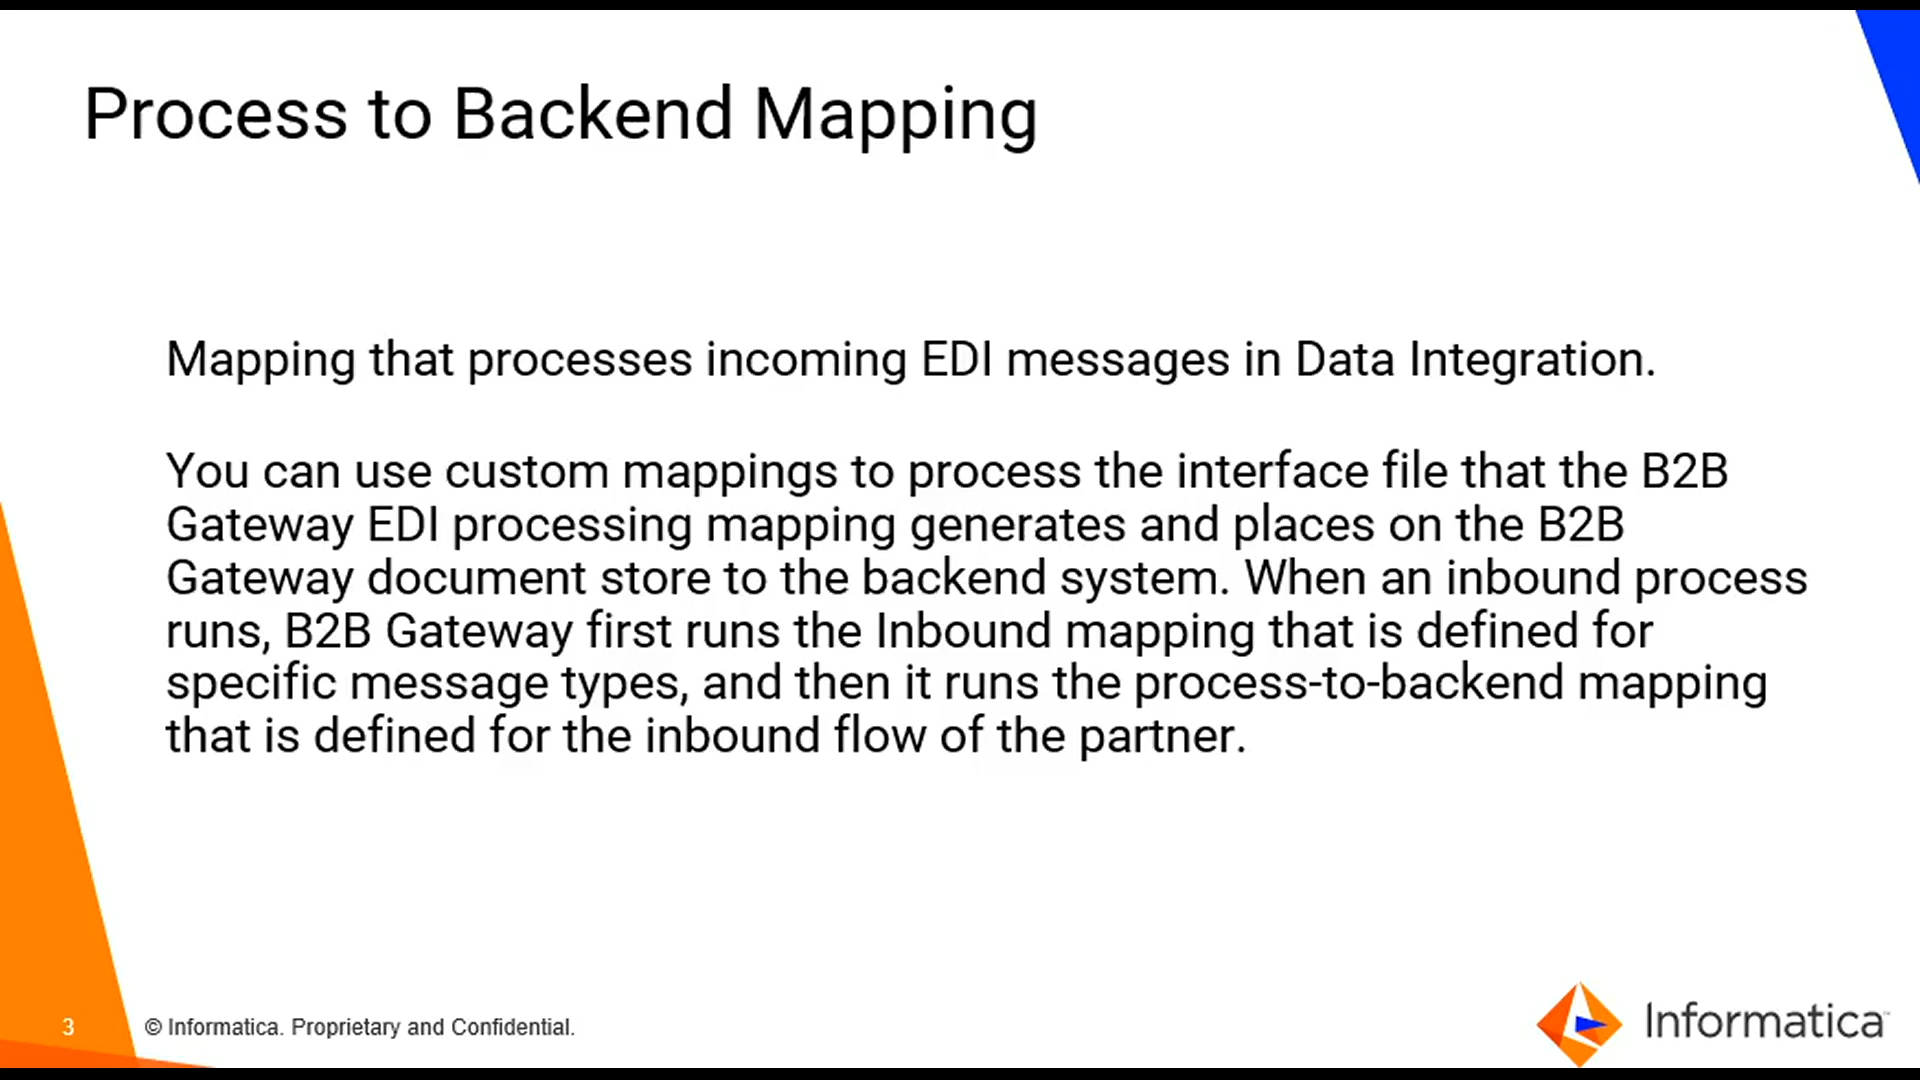 Process to Backend Mapping
Mapping that processes incoming EDI messages in Data Integration.
You can use custom mappings to process the interface file that the B2B
Gateway EDI processing mapping generates and places on the B2B
Gateway document store to the backend system. When an inbound process
runs, B2B Gateway first runs the Inbound mapping that is defined for
specific message types, and then it runs the process-to-backend mapping
that is defined for the inbound flow of the partner.
3
© Informatica. Proprietary and Confidential.
Informatica